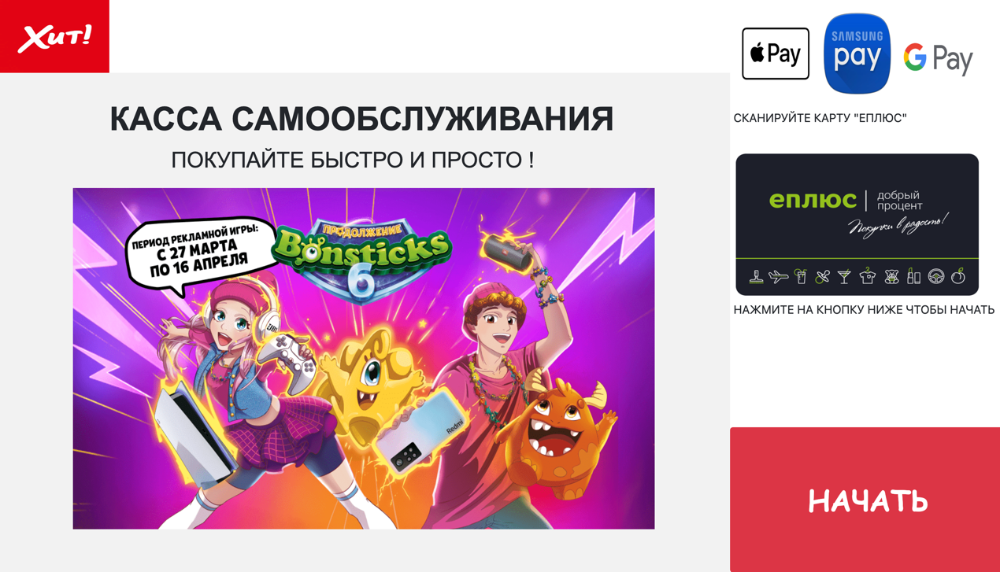 Хит!
Pay
SAMSUNG
pay
G Pay
СКАНИРУЙТЕ КАРТУ "ЕПЛЮС"
КАССА САМООБСЛУЖИВАНИЯ
ПОКУПАЙТЕ БЫСТРО И ПРОСТО !
ПЕРИОД РЕКЛАМНОЙ ИГРЫ:
С 27 МАРТА
ПО 16 АПРЕЛЯ
ПРОДОЛЖЕНИЕ
Bonsticks
6
JBL
Redmi
еплюс
добрый
процент
Покупки в радость!
НАЖМИТЕ НА КНОПКУ НИЖЕ ЧТОБЫ НАЧАТЬ
НАЧАТЬ